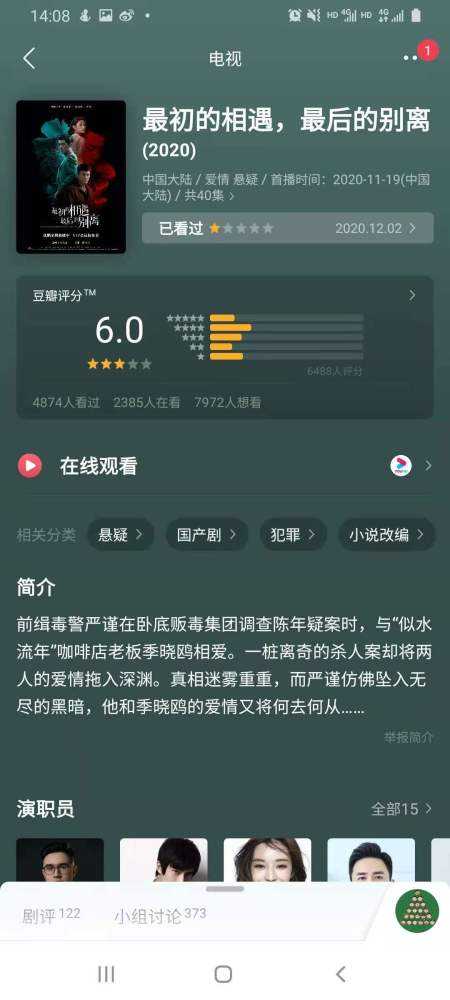 14:08
HD 4G HD 4G
电视
1
最初的相遇，最后的别离
(2020)
中国大陆 / 爱情 悬疑 / 首播时间：2020-11-19(中国
大陆) / 共40集
已看过
2020.12.02
最初的相遇
最后的别离
豆瓣评分TM
6.0
6488人评分
4874人看过 2385人在看 7972人想看
在线观看
相关分类 悬疑 国产剧 犯罪 小说改编
简介
前缉毒警严谨在卧底贩毒集团调查陈年疑案时，与“似水
流年”咖啡店老板季晓鸥相爱。一桩离奇的杀人案却将两
人的爱情拖入深渊。真相迷雾重重，而严谨仿佛坠入无
尽的黑暗，他和季晓鸥的爱情又将何去何从……
举报简介
演职员
全部15
剧评 122 小组讨论 373